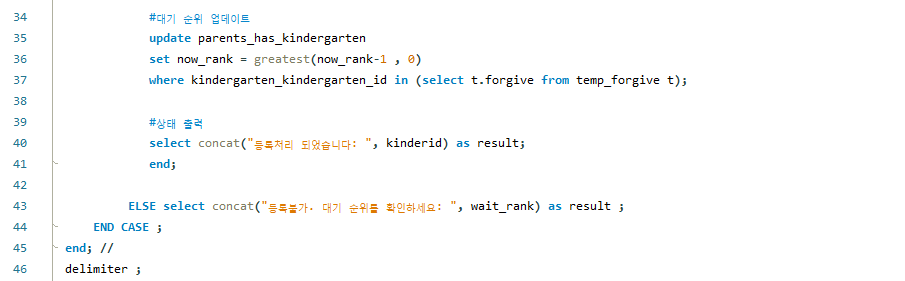 34 #대기 순위 업데이트
35 update parents_has_kindergarten
36 set now_rank = greatest(now_rank-1 , 0)
37 where kindergarten_kindergarten_id in (select t.forgive from temp_forgive t);
38
39 #상태 출력
40 select concat("등록처리 되었습니다: ", kinderid) as result;
41 end;
42
43 ELSE select concat("등록불가. 대기 순위를 확인하세요: ", wait_rank) as result ;
44 END CASE ;
45 end; //
46 delimiter ;